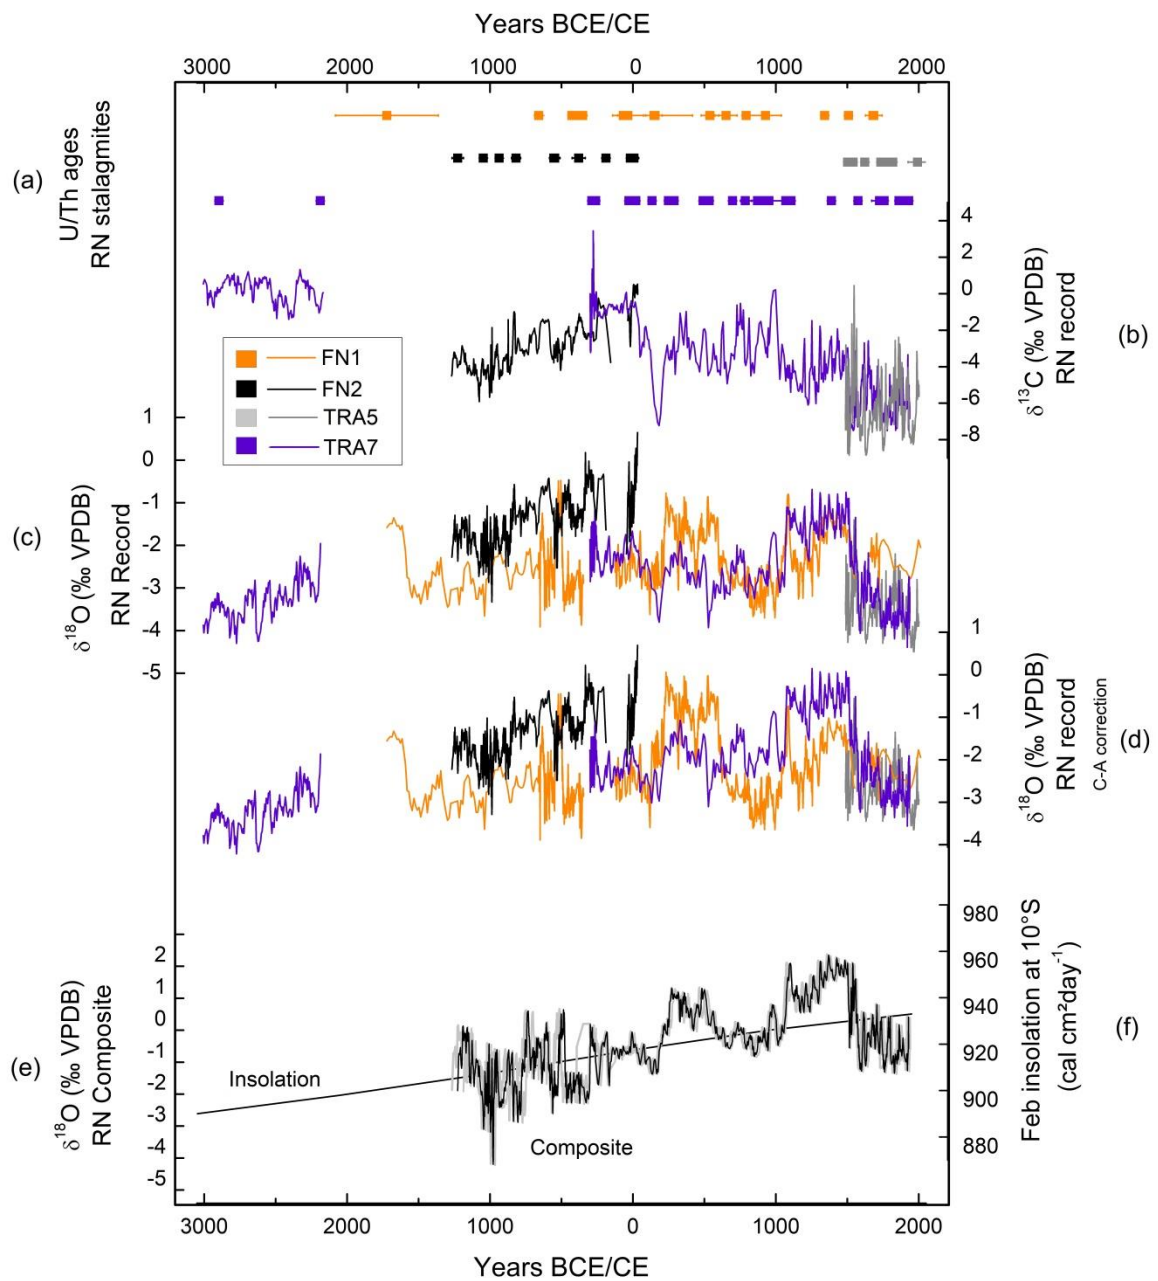 Years BCE/CE
3000 2000 1000 0 1000 2000
(a)
U/Th ages
RN stalagmites
4
2
0
-2
-4
-6
-8
δ¹³C (‰ VPDB)
RN record
(b)
FN1
FN2
TRA5
TRA7
1
0
-1
-2
-3
-4
-5
(c)
δ¹⁸O (‰ VPDB)
RN Record
1
0
-1
-2
-3
-4
δ¹⁸O (‰ VPDB)
RN record
C-A correction
(d)
(e)
δ¹⁸O (‰ VPDB)
RN Composite
2
1
0
-1
-2
-3
-4
-5
Insolation
Composite
980
960
940
920
900
880
Feb insolation at 10°S
(cal cm²day⁻¹)
(f)
3000 2000 1000 0 1000 2000
Years BCE/CE